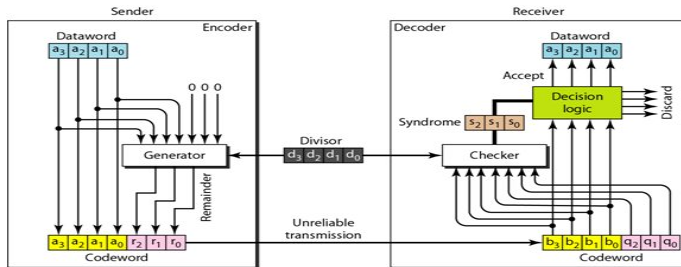 Sender
Receiver
Encoder
Decoder
Dataword
a3 a2 a1 a0
Dataword
a3 a2 a1 a0
Accept
0 0 0
Decision
logic
Discard
Syndrome
s2 s1 s0
Generator
Divisor
d3 d2 d1 d0
Checker
Remainder
Unreliable
transmission
a3 a2 a1 a0 r2 r1 r0
Codeword
b3 b2 b1 b0 q2 q1 q0
Codeword